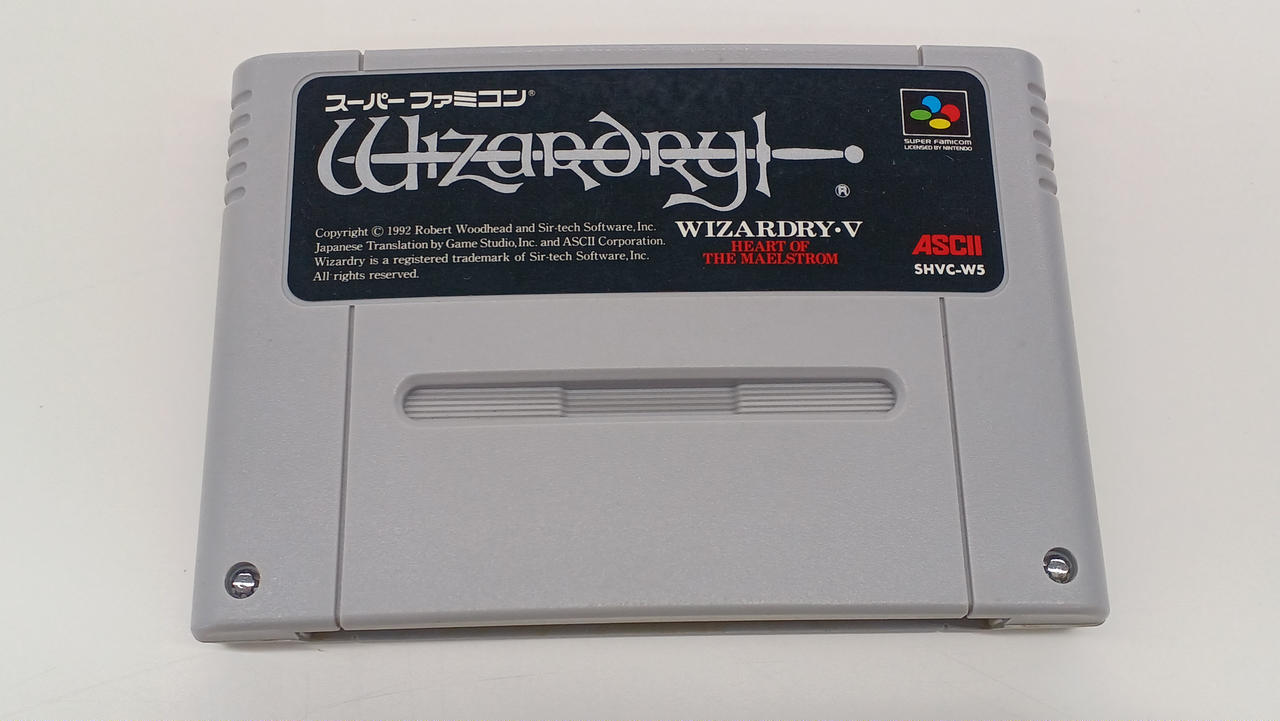 スーパーファミコン®
Wizardry
®
SUPER FAMICOM
LICENSED BY NINTENDO
Copyright © 1992 Robert Woodhead and Sir-tech Software, Inc.
Japanese Translation by Game Studio, Inc. and ASCII Corporation.
Wizardry is a registered trademark of Sir-tech Software, Inc.
All rights reserved.
WIZARDRY·V
HEART OF
THE MAELSTROM
ASCII
SHVC-W5